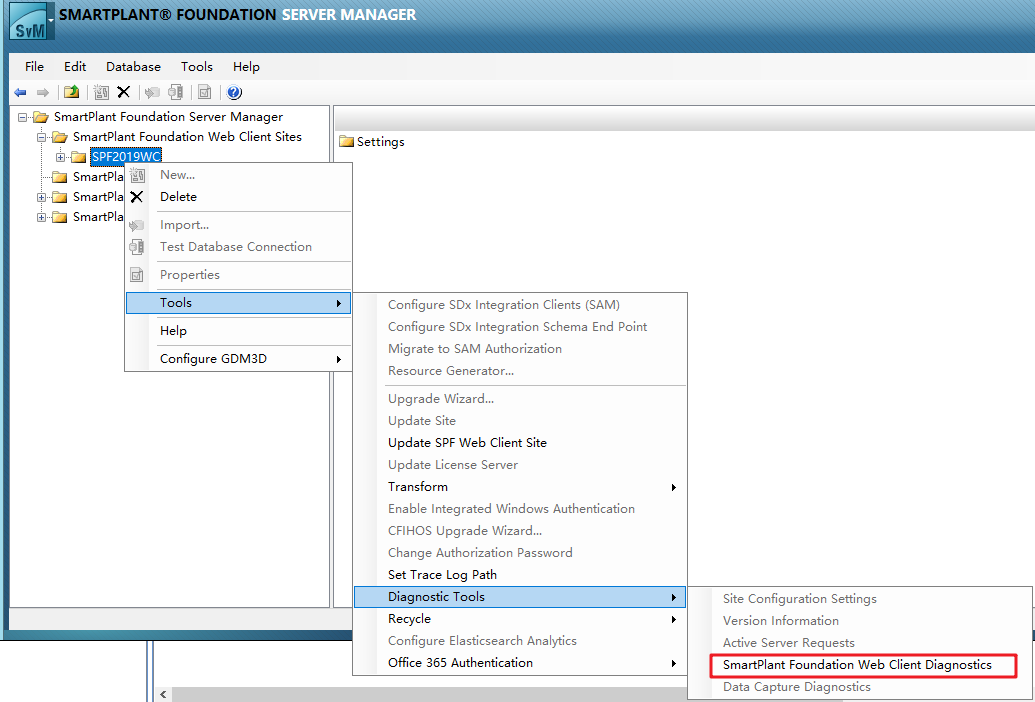 SMARTPLANT® FOUNDATION SERVER MANAGER
SvM
File Edit Database Tools Help
SmartPlant Foundation Server Manager
SmartPlant Foundation Web Client Sites
SPF2019WC
SmartPla
SmartPla
SmartPla
Settings
New...
Delete
Import...
Test Database Connection
Properties
Tools
Help
Configure GDM3D
Configure SDx Integration Clients (SAM)
Configure SDx Integration Schema End Point
Migrate to SAM Authorization
Resource Generator...
Upgrade Wizard...
Update Site
Update SPF Web Client Site
Update License Server
Transform
Enable Integrated Windows Authentication
CFIHOS Upgrade Wizard...
Change Authorization Password
Set Trace Log Path
Diagnostic Tools
Recycle
Configure Elasticsearch Analytics
Office 365 Authentication
Site Configuration Settings
Version Information
Active Server Requests
SmartPlant Foundation Web Client Diagnostics
Data Capture Diagnostics